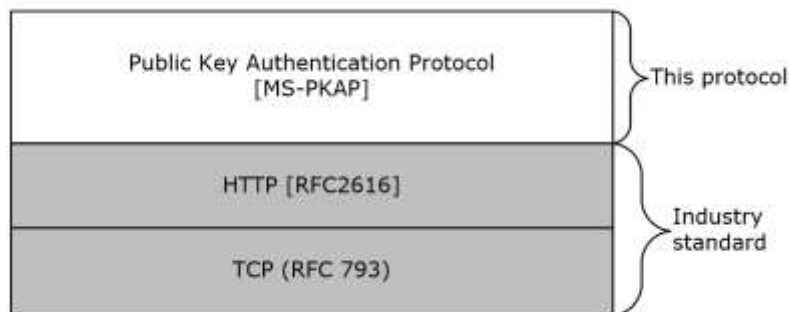 Public Key Authentication Protocol
[MS-PKAP]
This protocol
HTTP [RFC2616]
Industry
standard
TCP (RFC 793)